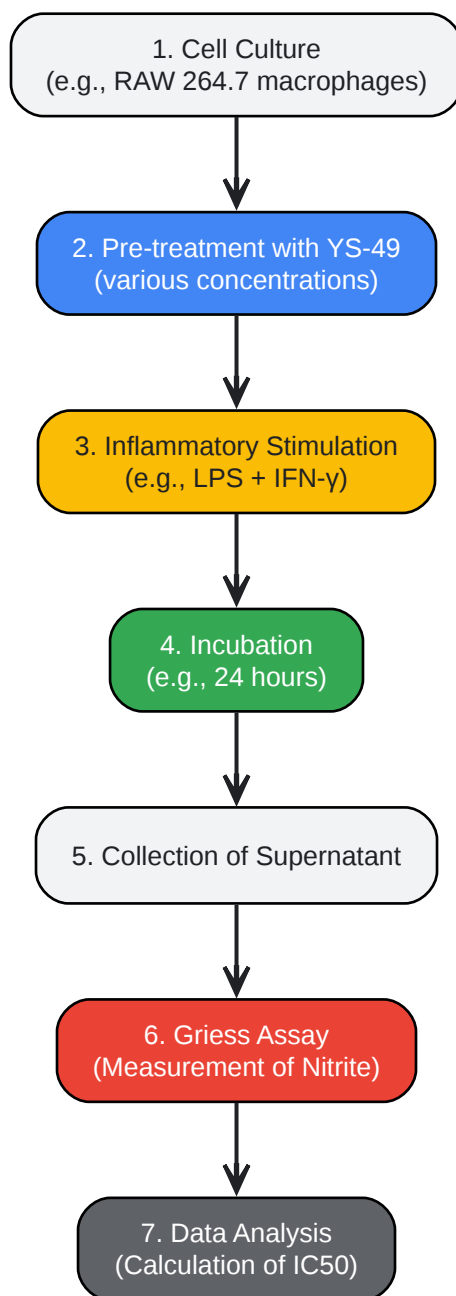 1. Cell Culture
(e.g., RAW 264.7 macrophages)
2. Pre-treatment with YS-49
(various concentrations)
3. Inflammatory Stimulation
(e.g., LPS + IFN-γ)
4. Incubation
(e.g., 24 hours)
5. Collection of Supernatant
6. Griess Assay
(Measurement of Nitrite)
7. Data Analysis
(Calculation of IC50)